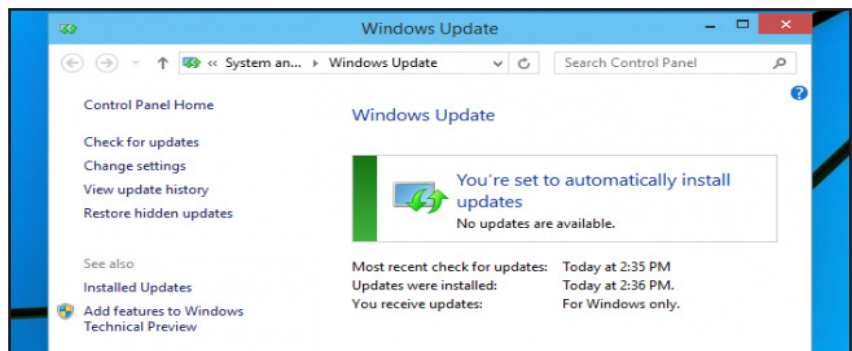 Windows Update
« System an... ▸ Windows Update
Search Control Panel
Control Panel Home
Check for updates
Change settings
View update history
Restore hidden updates
See also
Installed Updates
Add features to Windows
Technical Preview
Windows Update
You're set to automatically install
updates
No updates are available.
Most recent check for updates: Today at 2:35 PM
Updates were installed: Today at 2:36 PM.
You receive updates: For Windows only.